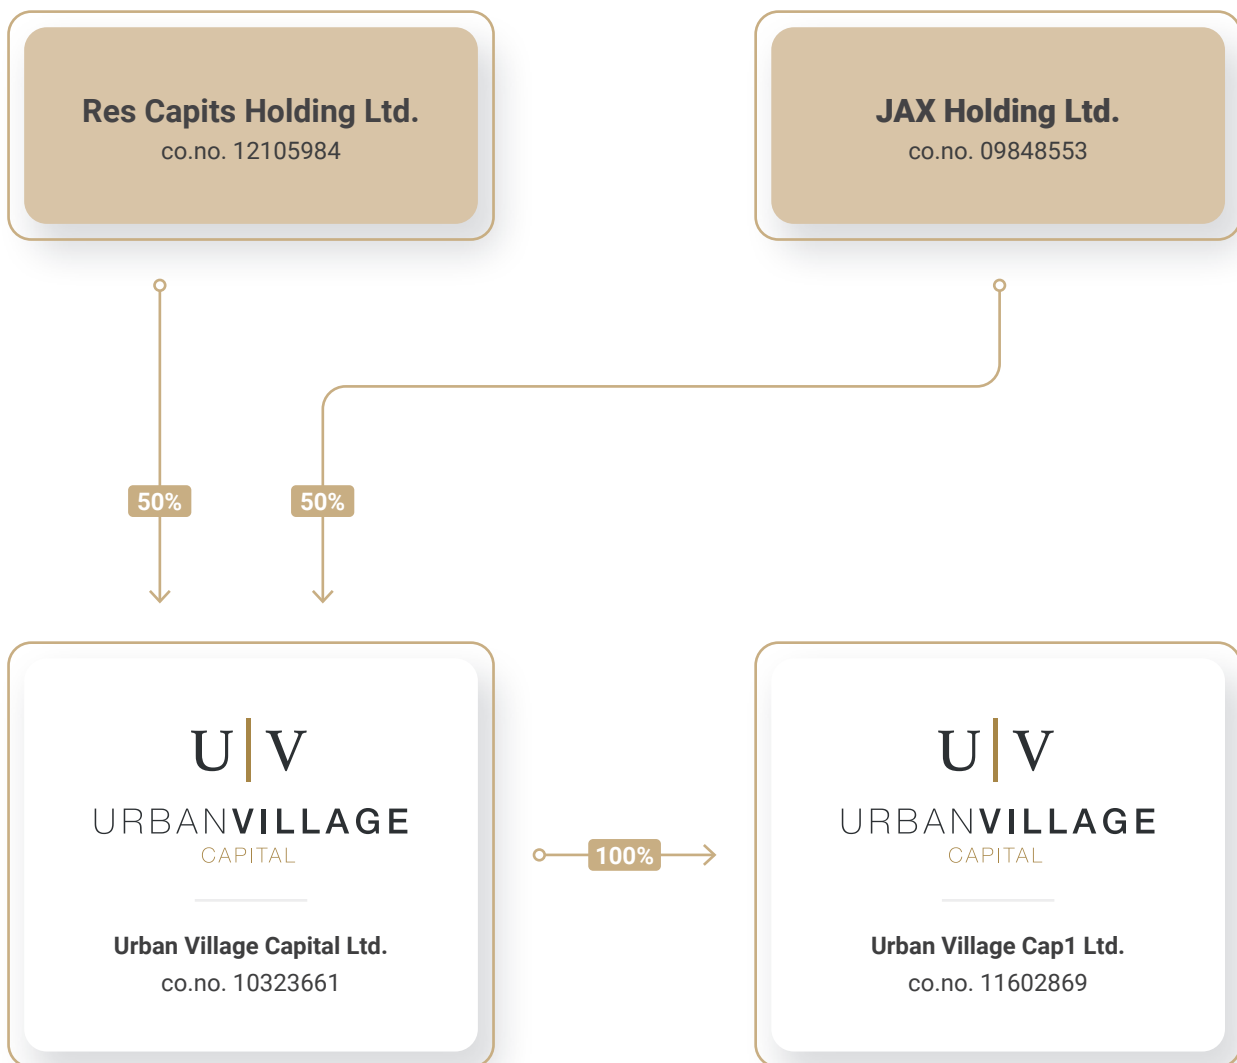 Res Capits Holding Ltd.
co.no. 12105984
JAX Holding Ltd.
co.no. 09848553
50%
50%
U|V
URBANVILLAGE
CAPITAL
Urban Village Capital Ltd.
co.no. 10323661
100%
U|V
URBANVILLAGE
CAPITAL
Urban Village Cap1 Ltd.
co.no. 11602869